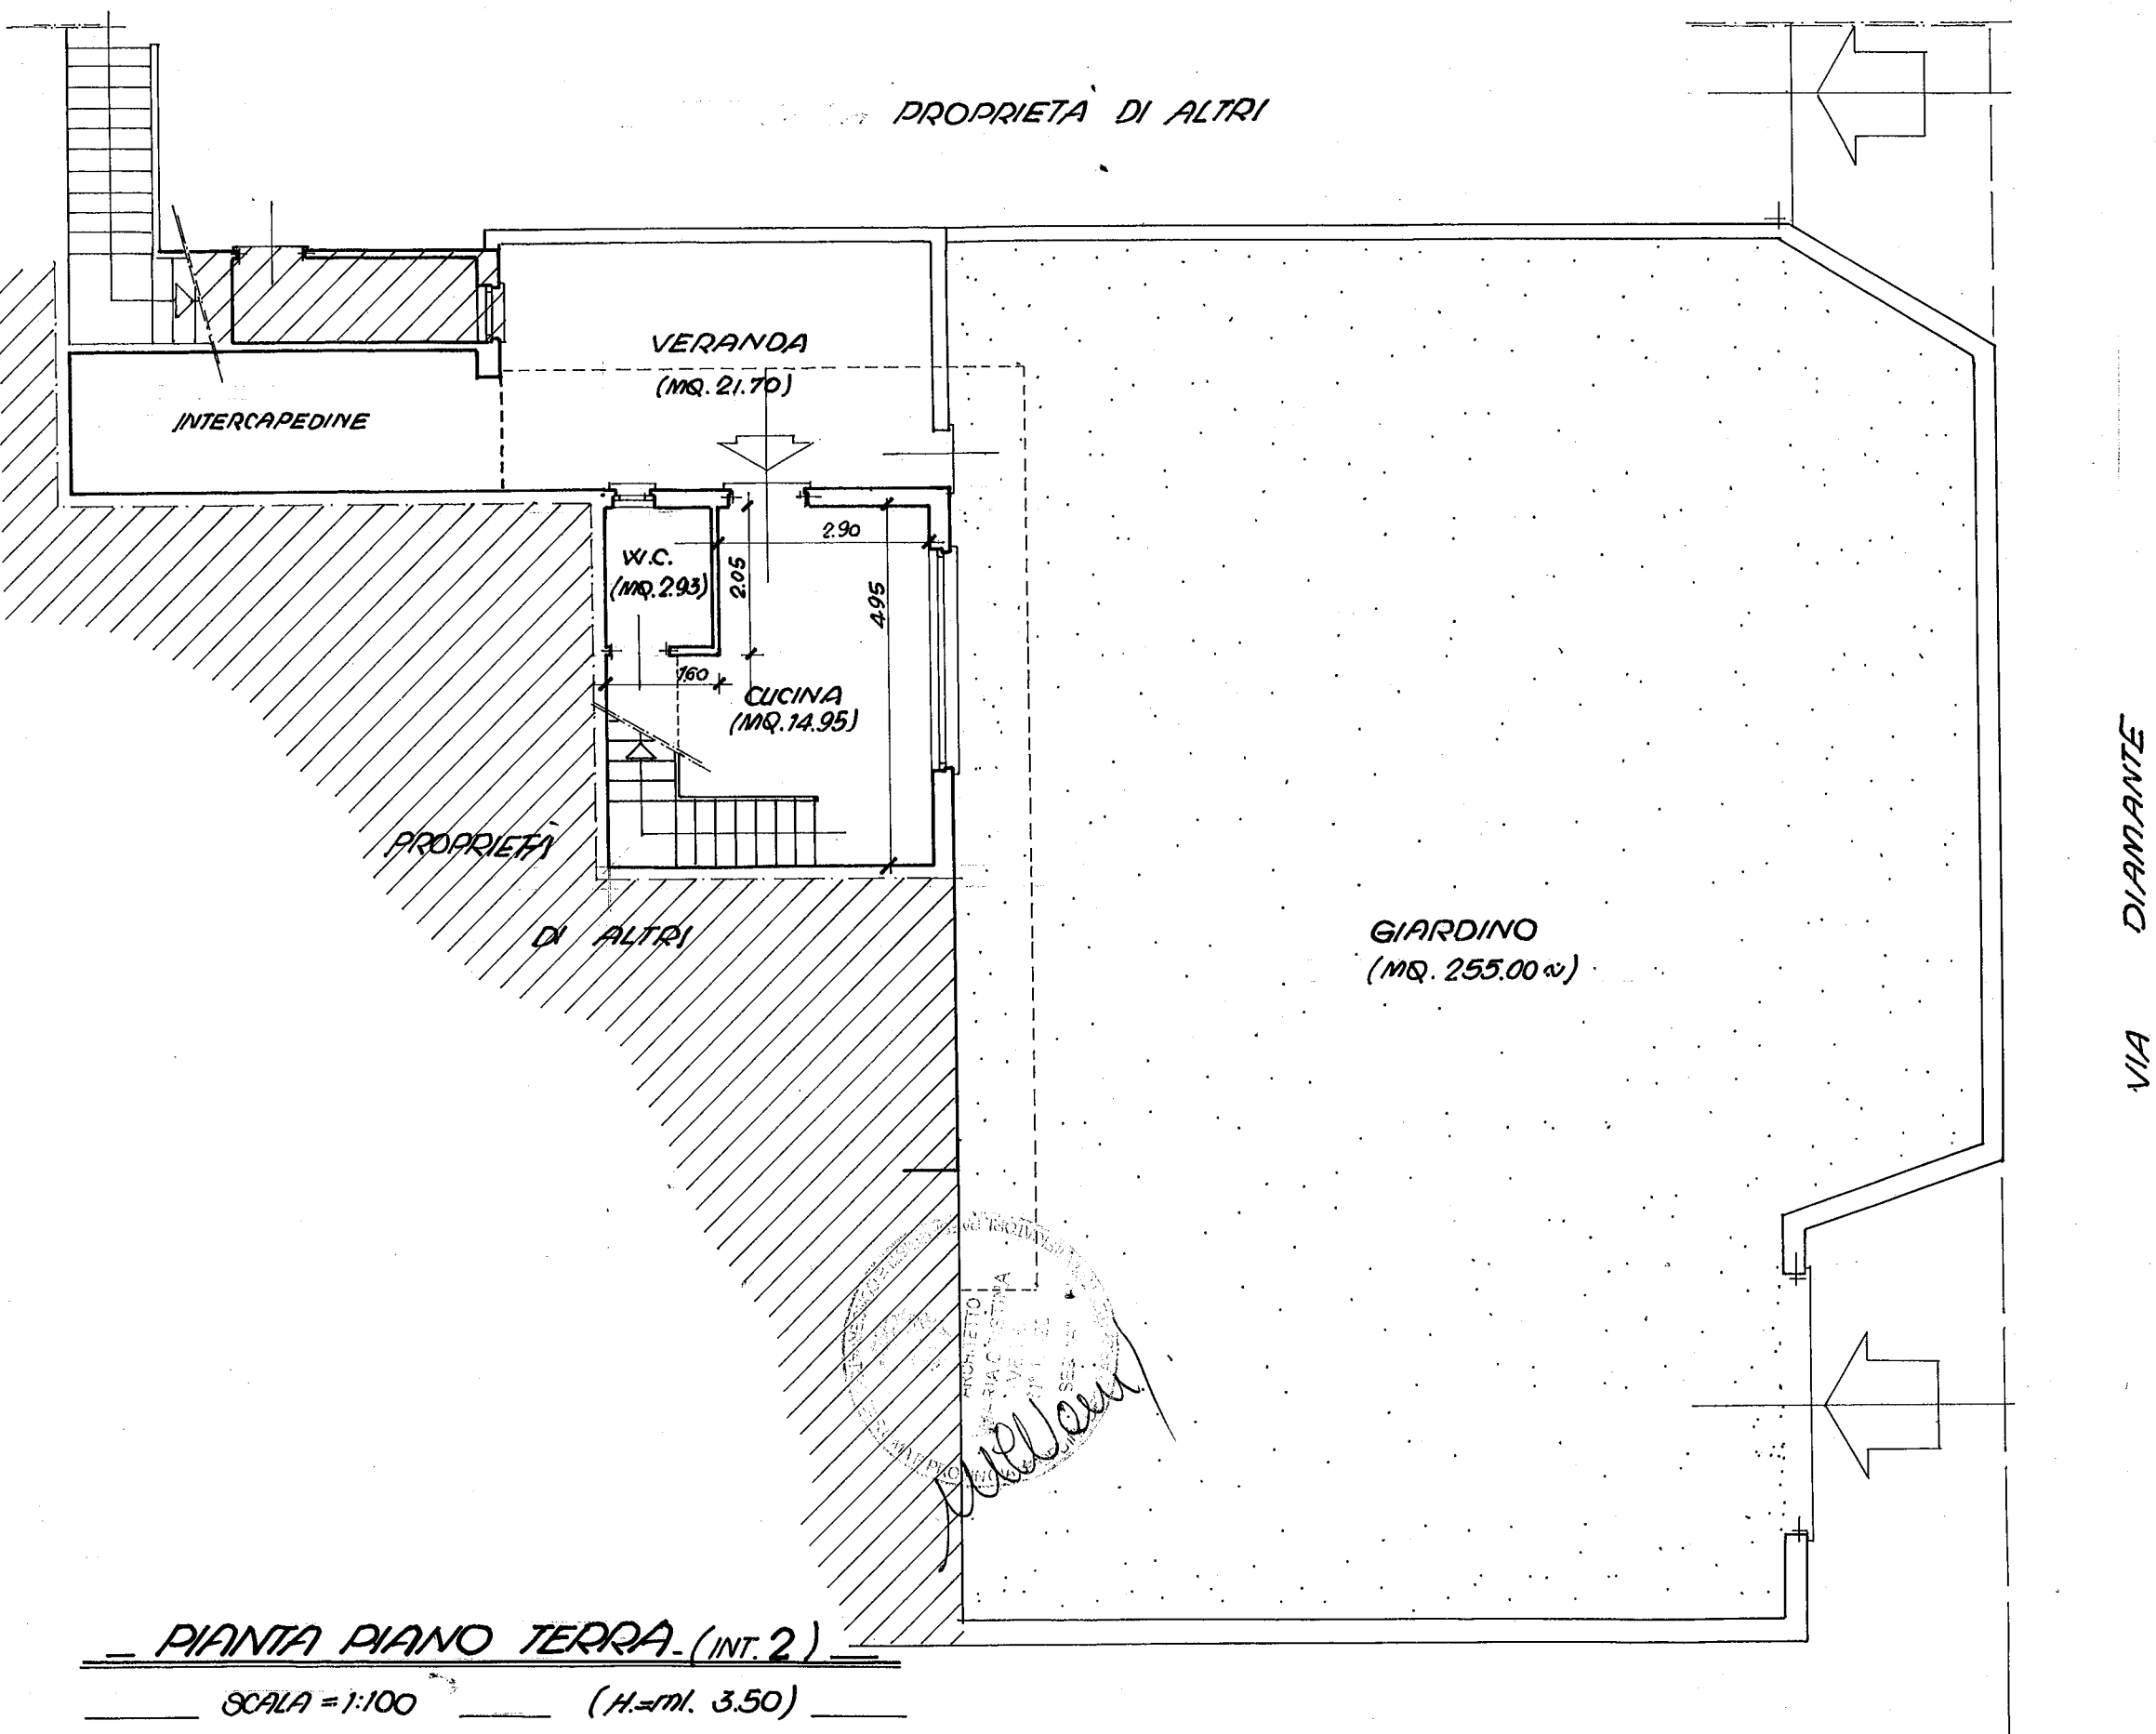 PROPRIETÀ DI ALTRI
VERANDA
(MQ. 21.70)
INTERCAPEDINE
2.90
W.C.
(MQ. 2.93)
2.05
4.95
1.60
CUCINA
(MQ. 14.95)
PROPRIETÀ
DI ALTRI
GIARDINO
(MQ. 255.00 ~)
VIA DIAMANTE
ARCHITETTO
PIANTA PIANO TERRA (INT. 2)
SCALA = 1:100 (H.=ml. 3.50)